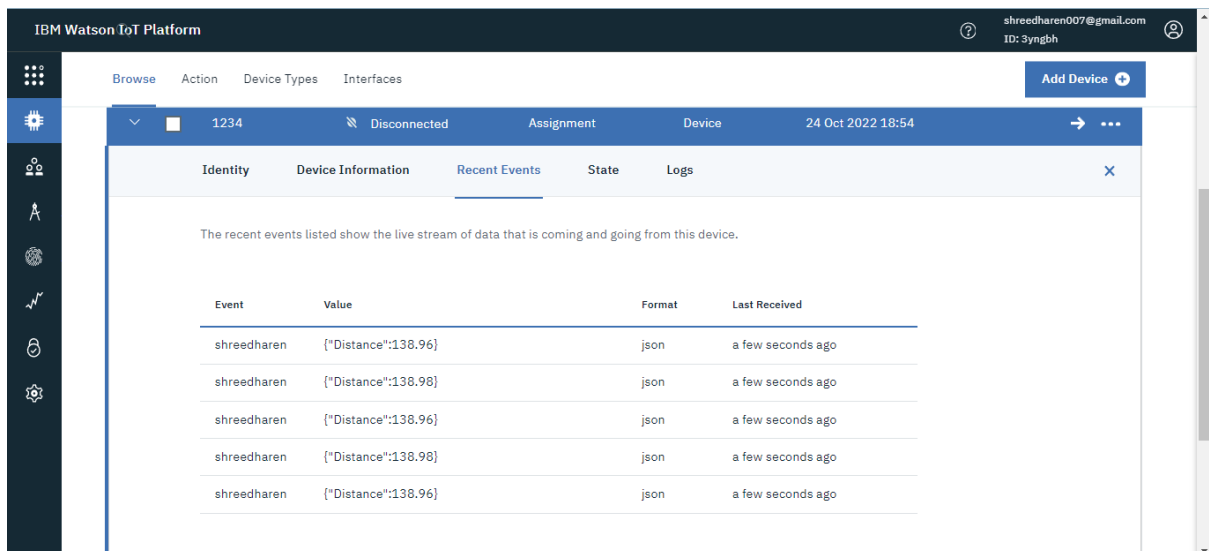 IBM Watson IoT Platform
shreedharen007@gmail.com
ID: 3yngbh
Browse Action Device Types Interfaces Add Device
1234 Disconnected Assignment Device 24 Oct 2022 18:54
Identity Device Information Recent Events State Logs
The recent events listed show the live stream of data that is coming and going from this device.
Event Value Format Last Received
shreedharen {"Distance":138.96} json a few seconds ago
shreedharen {"Distance":138.98} json a few seconds ago
shreedharen {"Distance":138.96} json a few seconds ago
shreedharen {"Distance":138.98} json a few seconds ago
shreedharen {"Distance":138.96} json a few seconds ago